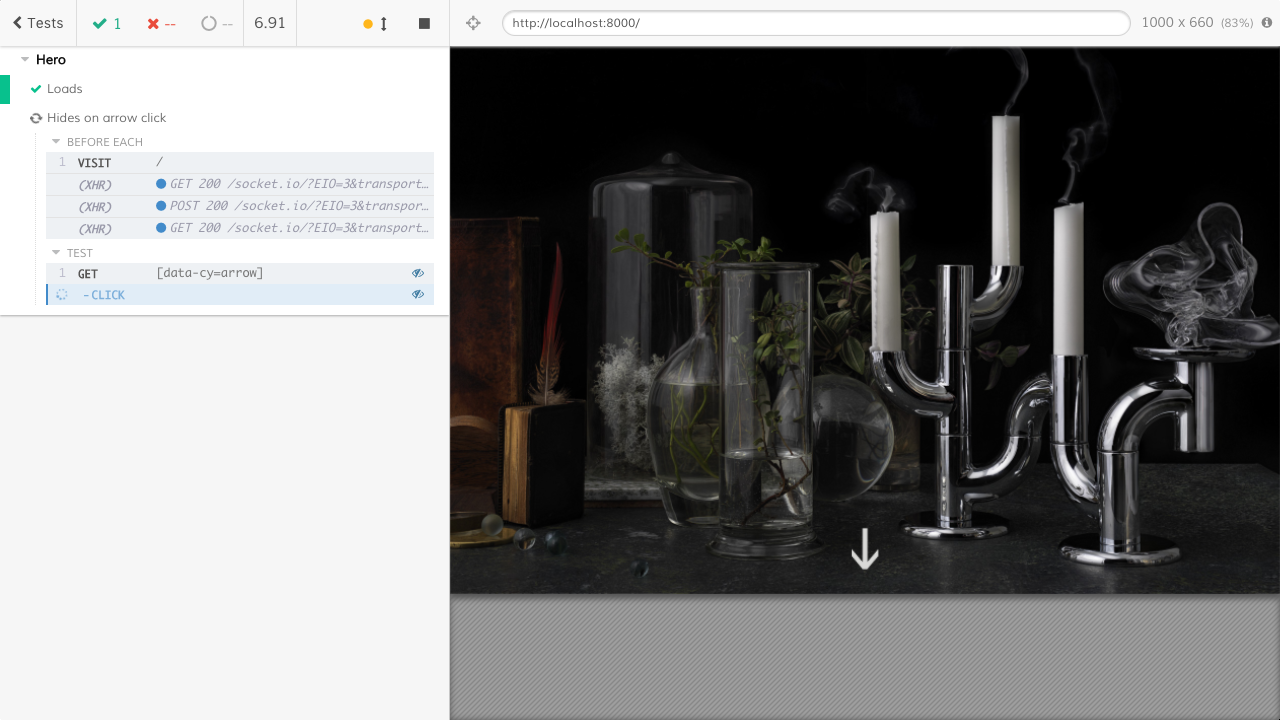 Tests
1
--
--
6.91
http://localhost:8000/
1000 x 660 (83%)
Hero
Loads
Hides on arrow click
BEFORE EACH
1 VISIT /
(XHR) GET 200 /socket.io/?EIO=3&transport…
(XHR) POST 200 /socket.io/?EIO=3&transpor…
(XHR) GET 200 /socket.io/?EIO=3&transport…
TEST
1 GET [data-cy=arrow]
-CLICK